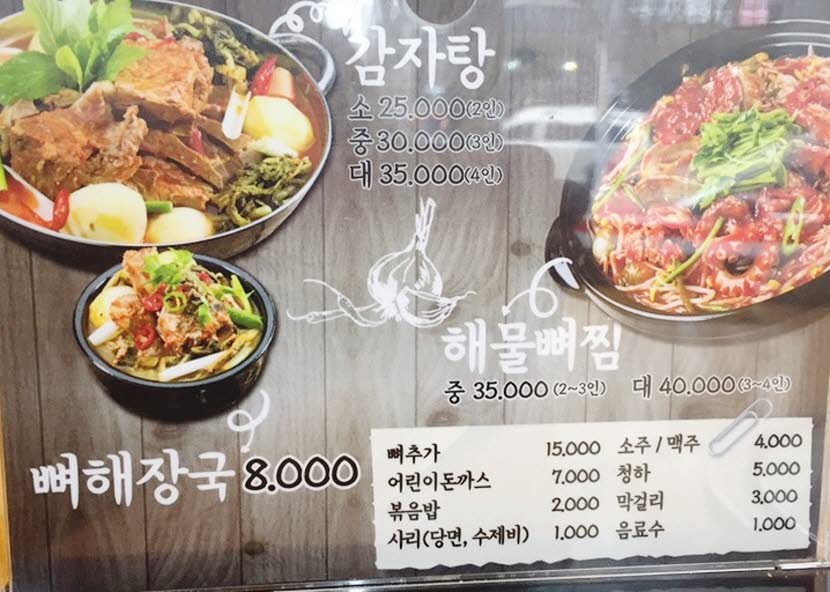 감자탕
소 25.000(2인)
중 30.000(3인)
대 35.000(4인)
해물뼈찜
중 35.000 (2~3인) 대 40.000 (3~4인)
뼈해장국 8.000
뼈추가 15.000
어린이돈까스 7.000
볶음밥 2.000
사리(당면, 수제비) 1.000
소주 / 맥주 4.000
청하 5.000
막걸리 3.000
음료수 1.000